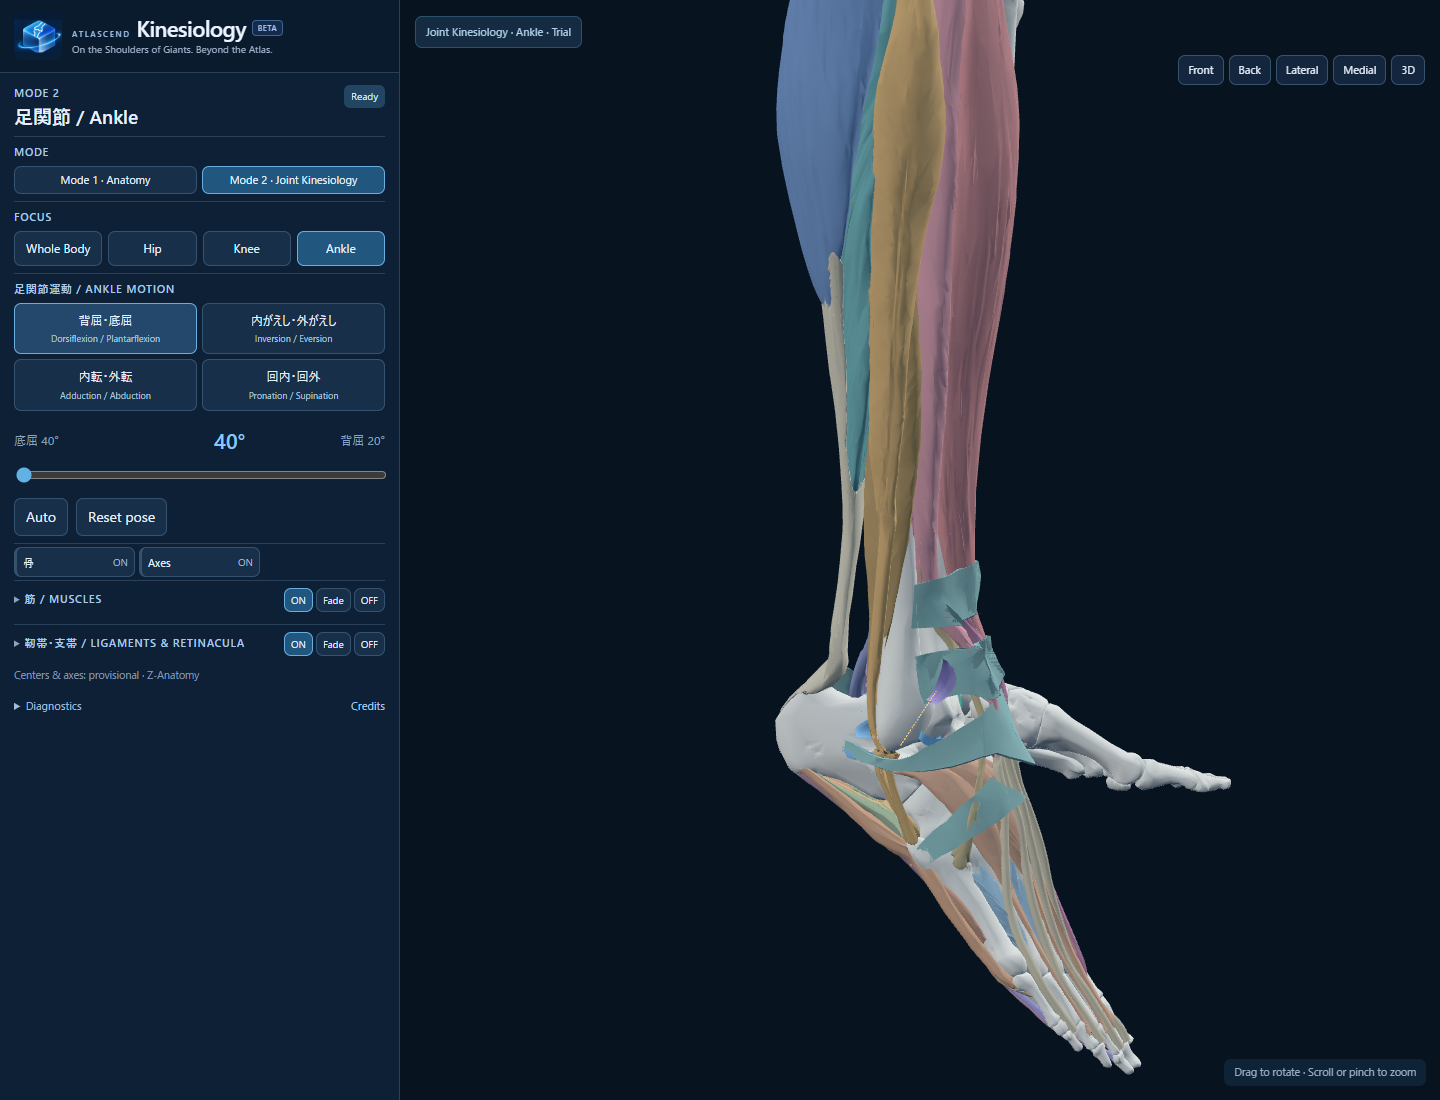 ATLASCEND Kinesiology BETA
On the Shoulders of Giants. Beyond the Atlas.
Joint Kinesiology · Ankle · Trial
Front Back Lateral Medial 3D
MODE 2
Ready
足関節 / Ankle
MODE
Mode 1 · Anatomy Mode 2 · Joint Kinesiology
FOCUS
Whole Body Hip Knee Ankle
足関節運動 / ANKLE MOTION
背屈・底屈 内がえし・外がえし
Dorsiflexion / Plantarflexion Inversion / Eversion
内転・外転 回内・回外
Adduction / Abduction Pronation / Supination
底屈 40° 40° 背屈 20°
Auto Reset pose
骨 ON Axes ON
▶ 筋 / MUSCLES ON Fade OFF
▶ 靭帯・支帯 / LIGAMENTS & RETINACULA ON Fade OFF
Centers & axes: provisional · Z-Anatomy
▶ Diagnostics Credits
Drag to rotate · Scroll or pinch to zoom